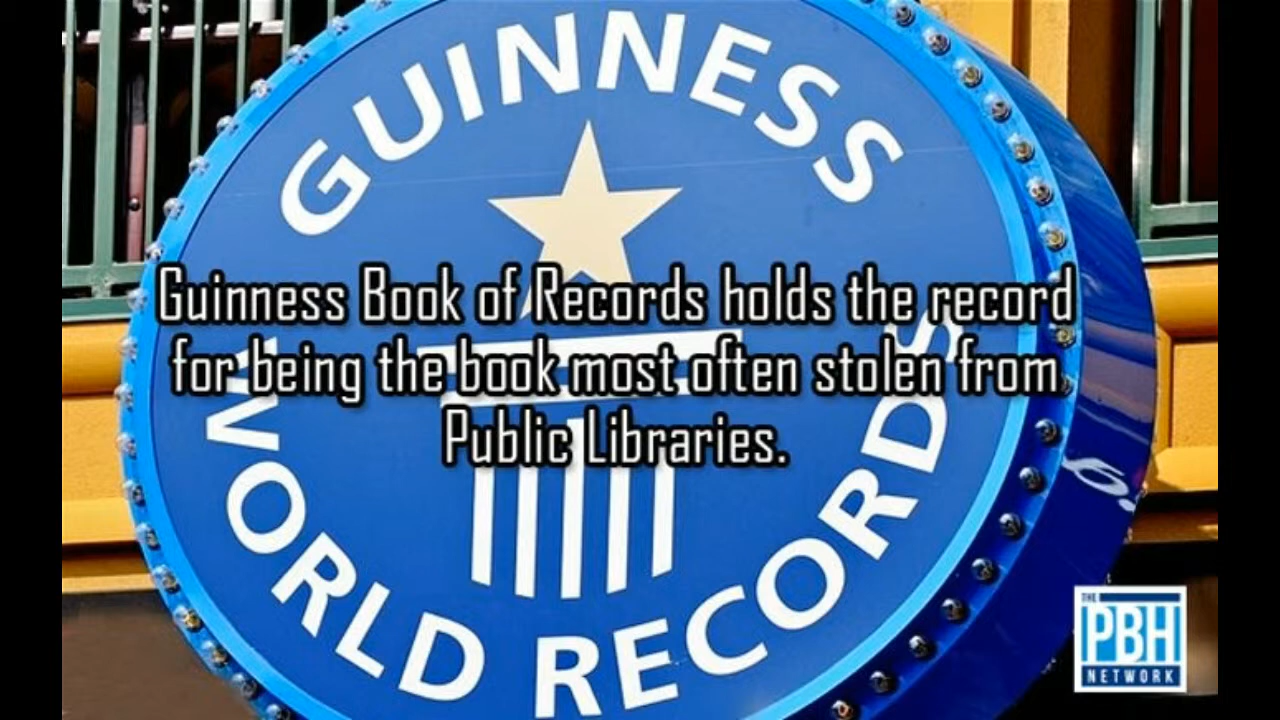 GUINNESS
Guinness Book of Records holds the record
for being the book most often stolen from
Public Libraries.
WORLD RECORDS
THE
PBH
NETWORK